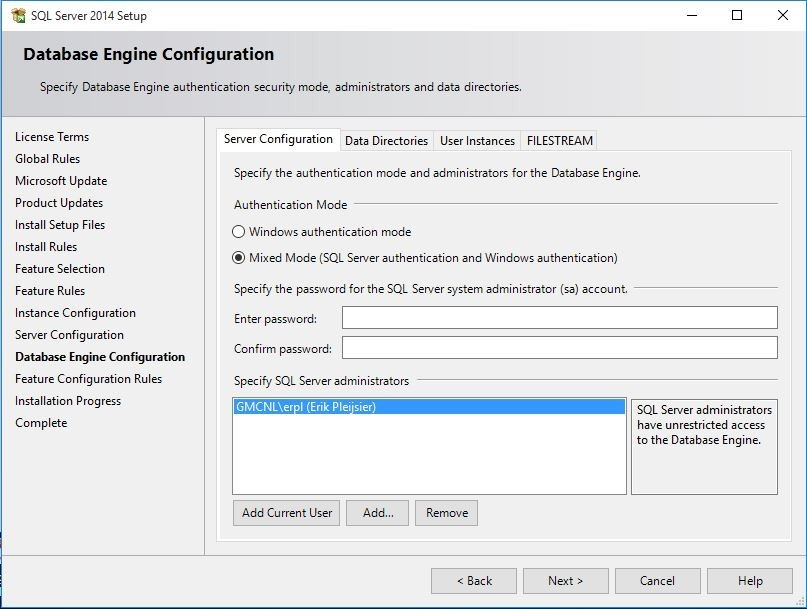 SQL Server 2014 Setup
Database Engine Configuration
Specify Database Engine authentication security mode, administrators and data directories.
License Terms
Global Rules
Microsoft Update
Product Updates
Install Setup Files
Install Rules
Feature Selection
Feature Rules
Instance Configuration
Server Configuration
Database Engine Configuration
Feature Configuration Rules
Installation Progress
Complete
Server Configuration Data Directories User Instances FILESTREAM
Specify the authentication mode and administrators for the Database Engine.
Authentication Mode
Windows authentication mode
Mixed Mode (SQL Server authentication and Windows authentication)
Specify the password for the SQL Server system administrator (sa) account.
Enter password:
Confirm password:
Specify SQL Server administrators
GMCNL\erpl (Erik Pleijsier)
SQL Server administrators
have unrestricted access
to the Database Engine.
Add Current User Add... Remove
< Back Next > Cancel Help